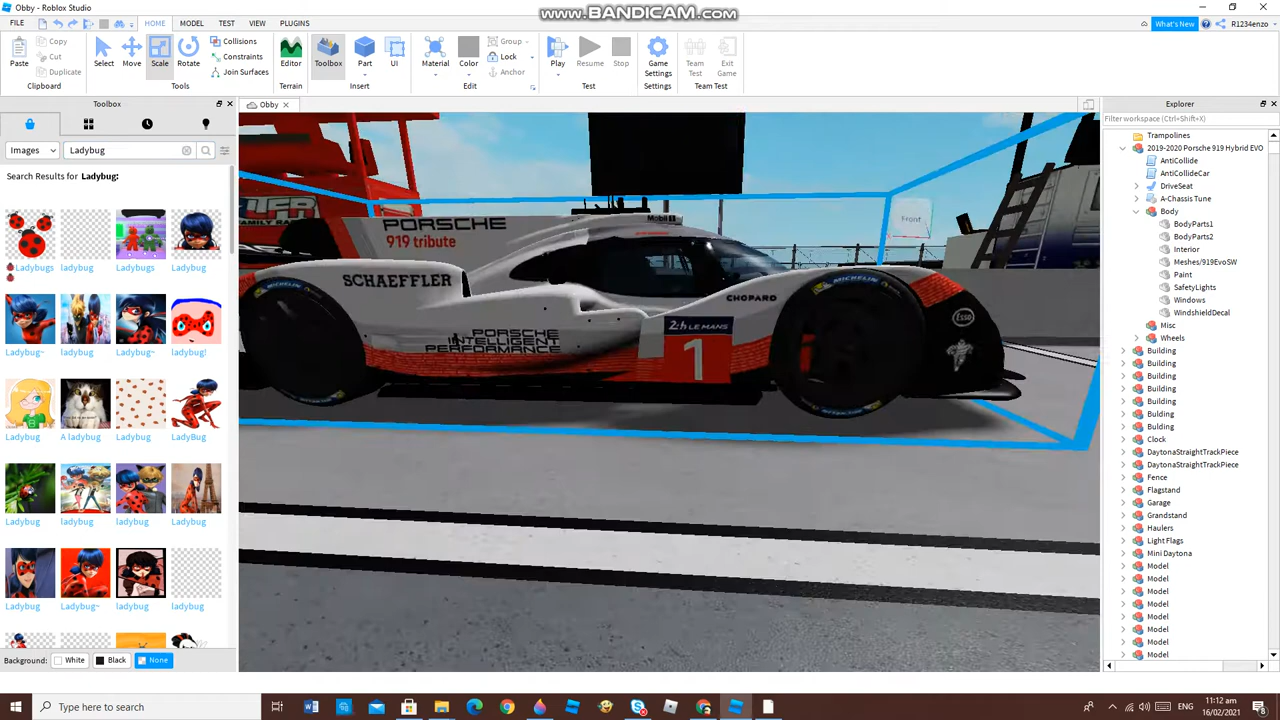 Obby - Roblox Studio
WWW.BANDICAM.COM
FILE HOME MODEL TEST VIEW PLUGINS What's New R1234enzo
Paste Copy Cut Duplicate Select Move Scale Rotate Collisions Constraints Join Surfaces Editor Toolbox Part UI Material Color Group Lock Anchor Play Resume Stop Game Settings Team Test Exit Game
Clipboard Tools Terrain Insert Edit Test Settings Team Test
Toolbox
Obby
Explorer
Filter workspace (Ctrl+Shift+X)
Images Ladybug
Search Results for Ladybug:
Ladybugs ladybug Ladybugs Ladybug
Ladybug~ ladybug Ladybug~ ladybug!
Ladybug A ladybug Ladybug LadyBug
Ladybug ladybug Ladybug LadyBug
Ladybug Ladybug~ ladybug ladybug
Background: White Black None
Front
PORSCHE
919 tribute
Mobil 1
SCHAEFFLER
CHOPARD
PORSCHE
INTELLIGENT
PERFORMANCE
24h LE MANS
1
Esso
Trampolines
2019-2020 Porsche 919 Hybrid EVO
AntiCollide
AntiCollideCar
DriveSeat
A-Chassis Tune
Body
BodyParts1
BodyParts2
Interior
Meshes/919EvoSW
Paint
SafetyLights
Windows
WindshieldDecal
Misc
Wheels
Building
Building
Building
Building
Building
Bulding
Bulding
Clock
DaytonaStraightTrackPiece
DaytonaStraightTrackPiece
Fence
Flagstand
Garage
Grandstand
Haulers
Light Flags
Mini Daytona
Model
Model
Model
Model
Model
Model
Model
Model
Type here to search
ENG
11:12 am
16/02/2021
8